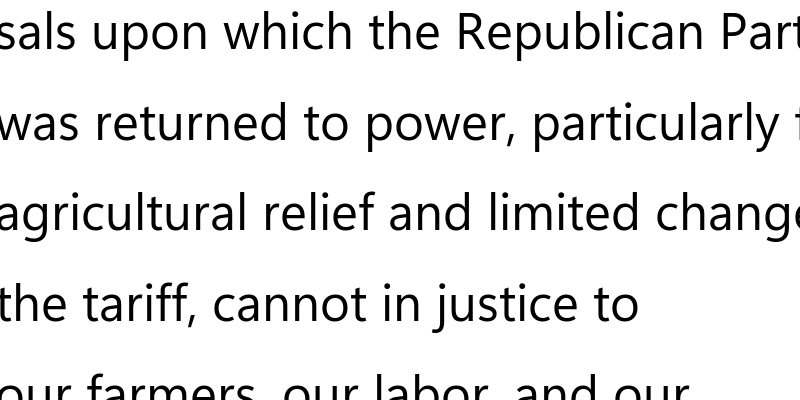 sals upon which the Republican Part
was returned to power, particularly f
agricultural relief and limited change
the tariff, cannot in justice to
our farmers, our labor, and our